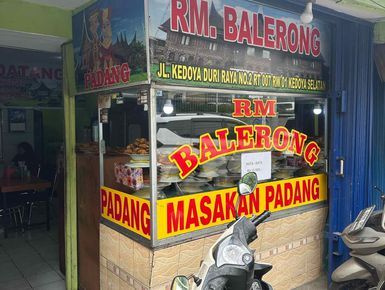 RM. BALERONG
JL. KEDOYA DURI RAYA NO.2 RT 007 RW 01 KEDOYA SELATAN
PADANG
DATANG
RM
BALERONG
PADANG
MASAKAN PADANG